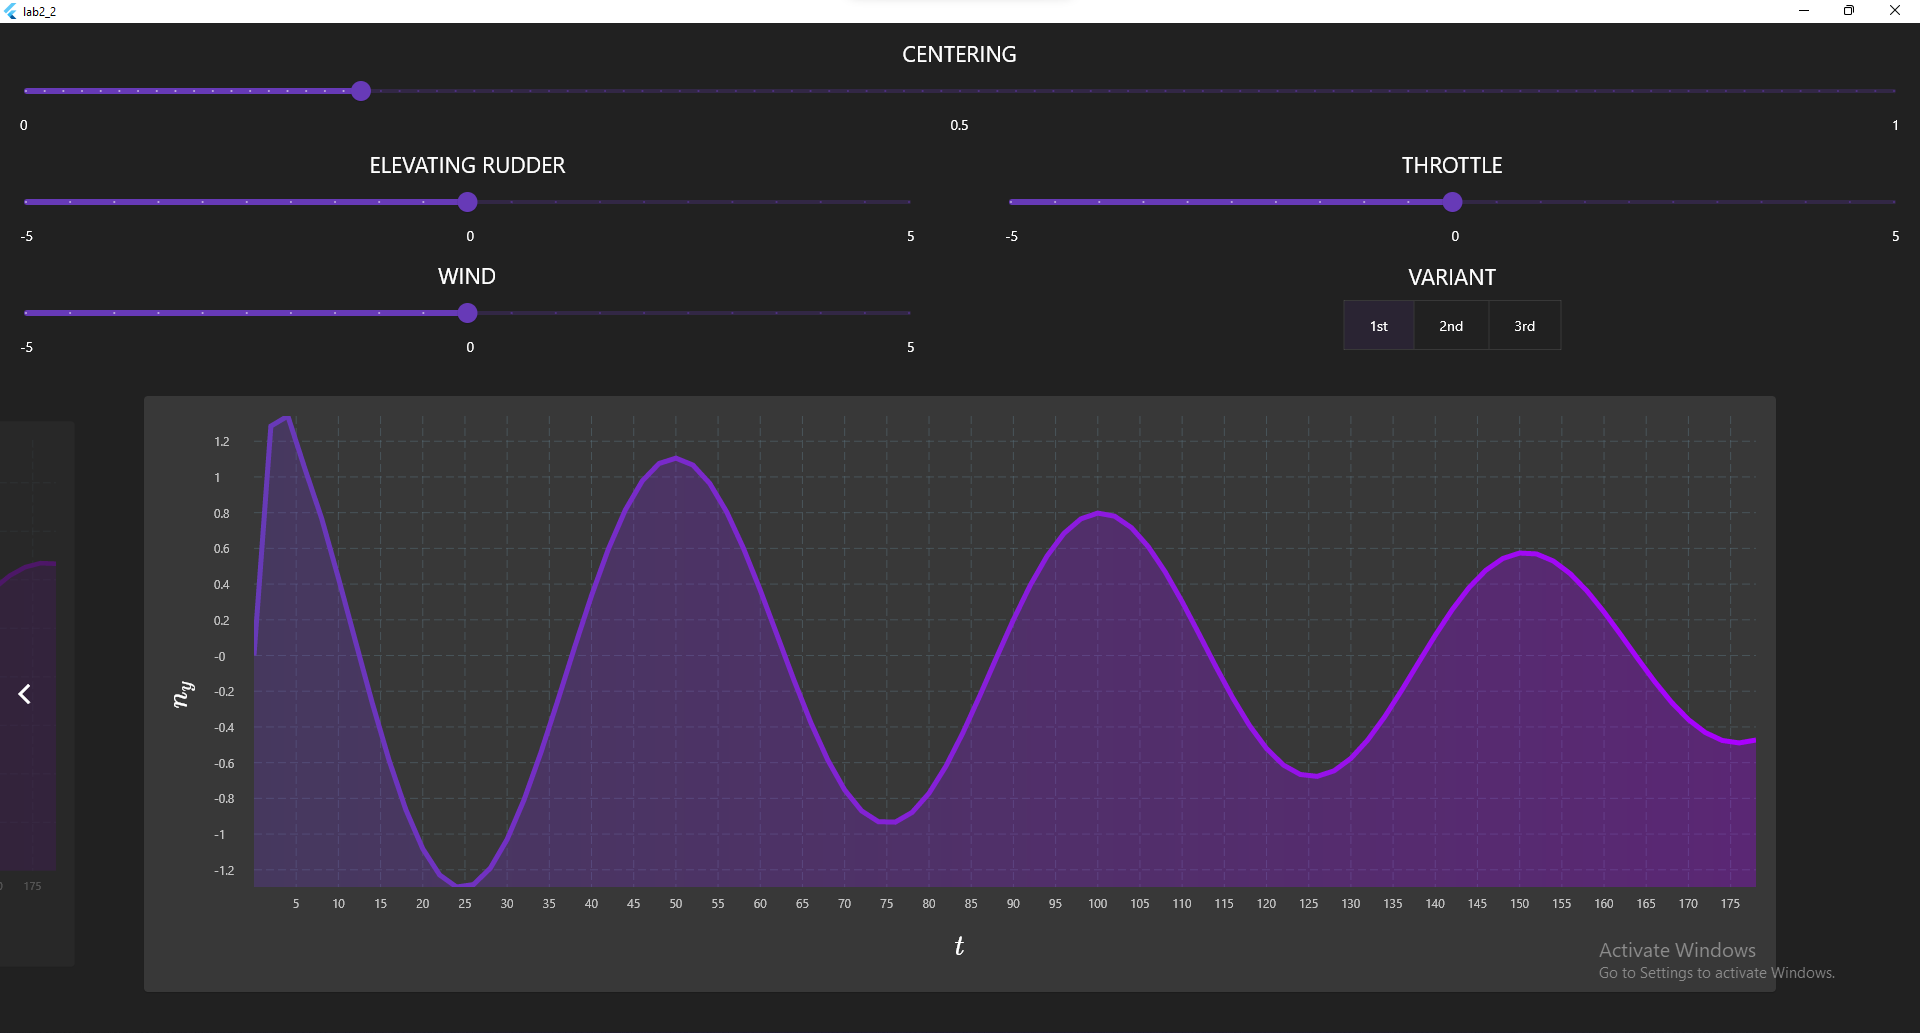 lab2_2
CENTERING
0 0.5 1
ELEVATING RUDDER THROTTLE
-5 0 5 -5 0 5
WIND VARIANT
1st 2nd 3rd
-5 0 5
1.2
1
0.8
0.6
0.4
0.2
-0
-0.2
n_y
-0.4
-0.6
-0.8
-1
-1.2
175
5 10 15 20 25 30 35 40 45 50 55 60 65 70 75 80 85 90 95 100 105 110 115 120 125 130 135 140 145 150 155 160 165 170 175
t
Activate Windows
Go to Settings to activate Windows.